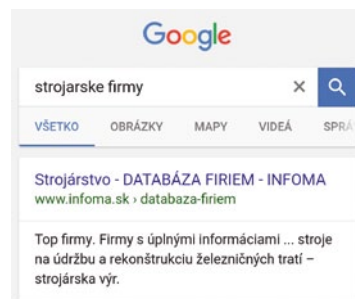 Google
strojarske firmy
VŠETKO OBRÁZKY MAPY VIDEÁ SPRÁ
Strojárstvo - DATABÁZA FIRIEM - INFOMA
www.infoma.sk › databaza-firiem
Top firmy. Firmy s úplnými informáciami ... stroje
na údržbu a rekonštrukciu železničných tratí –
strojárska výr.